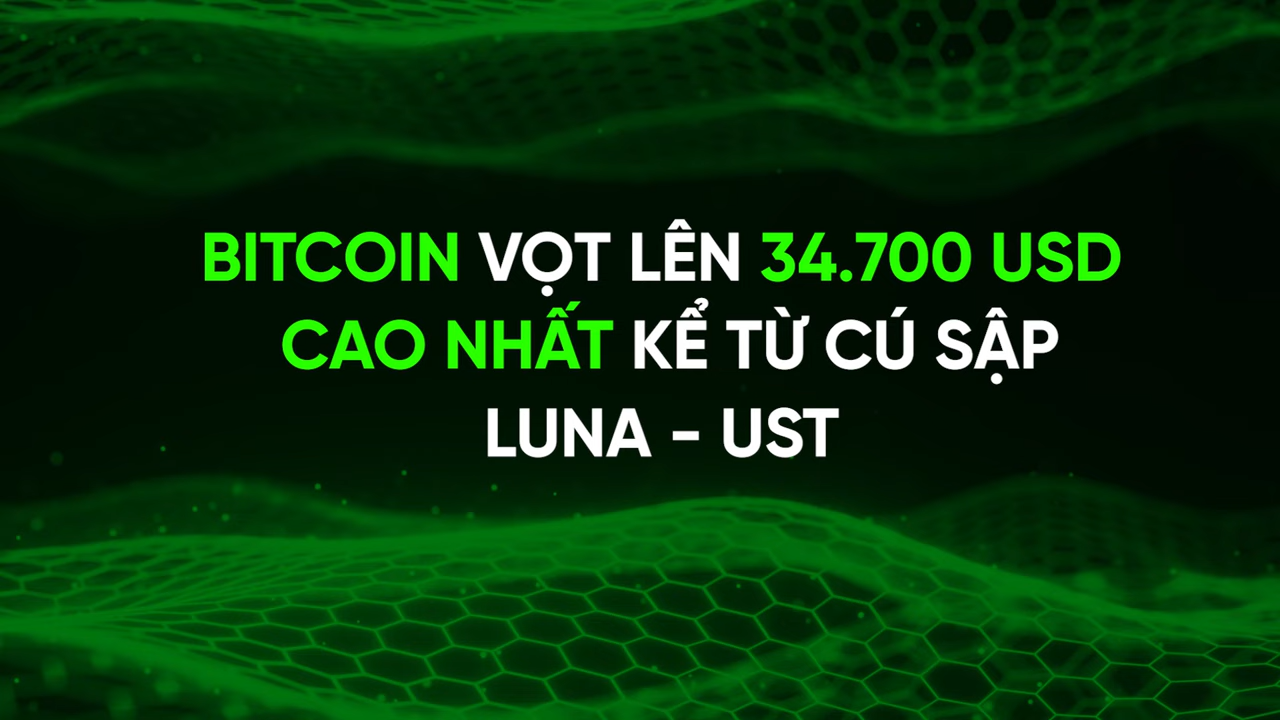 BITCOIN VỌT LÊN 34.700 USD
CAO NHẤT KỂ TỪ CÚ SẬP
LUNA - UST